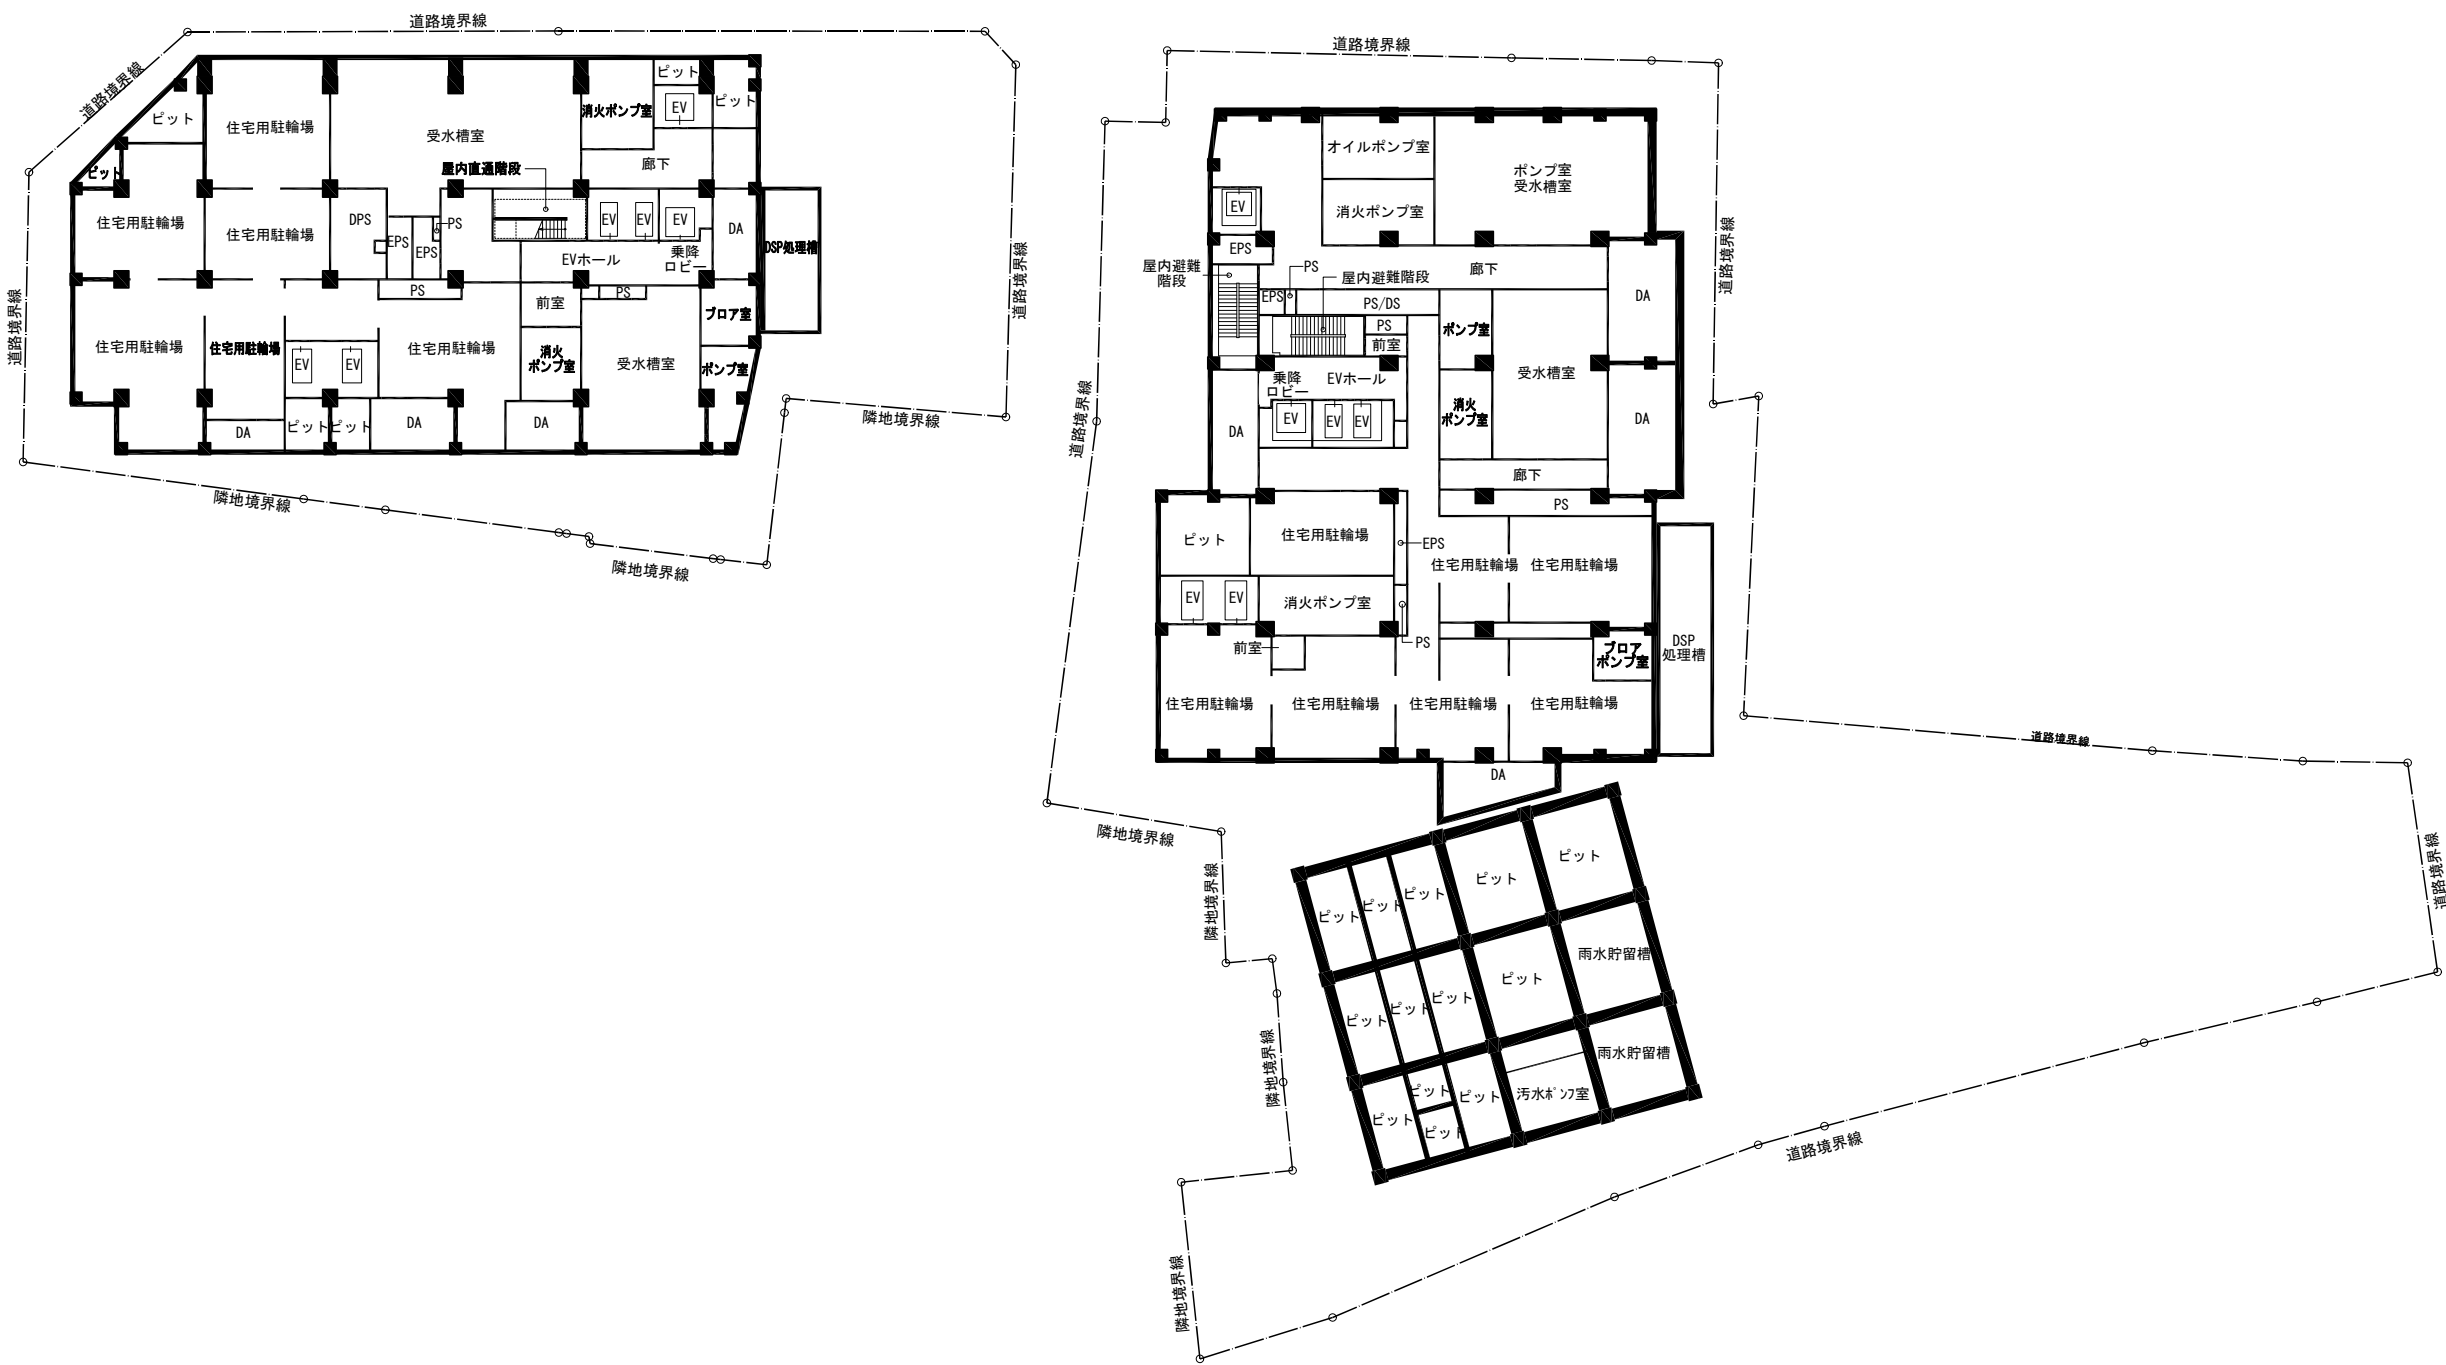 道路境界線
道路境界線
道路境界線
道路境界線
隣地境界線
隣地境界線
隣地境界線
ピット
ピット
消火ポンプ室
EV
ピット
ピット
住宅用駐輪場
受水槽室
廊下
屋内直通階段
住宅用駐輪場
住宅用駐輪場
DPS
EPS
EPS
PS
EV
EV
EV
DA
DSP処理槽
EVホール
乗降
ロビー
PS
前室
PS
ブロア室
住宅用駐輪場
住宅用駐輪場
EV
EV
住宅用駐輪場
消火
ポンプ室
受水槽室
ポンプ室
DA
ピット
ピット
DA
DA
道路境界線
道路境界線
道路境界線
オイルポンプ室
ポンプ室
受水槽室
消火ポンプ室
EV
EPS
屋内避難
階段
PS
屋内避難階段
廊下
EPS
PS/DS
DA
PS
前室
ポンプ室
乗降
ロビー
EVホール
受水槽室
消火
ポンプ室
EV
EV
EV
DA
DA
廊下
PS
ピット
住宅用駐輪場
EPS
住宅用駐輪場
住宅用駐輪場
EV
EV
消火ポンプ室
前室
PS
ブロア
ポンプ室
DSP
処理槽
住宅用駐輪場
住宅用駐輪場
住宅用駐輪場
住宅用駐輪場
DA
道路境界線
道路境界線
道路境界線
隣地境界線
隣地境界線
隣地境界線
隣地境界線
ピット
ピット
ピット
ピット
ピット
ピット
ピット
ピット
ピット
雨水貯留槽
ピット
ピット
ピット
ピット
汚水ﾎﾟﾝﾌﾟ室
雨水貯留槽